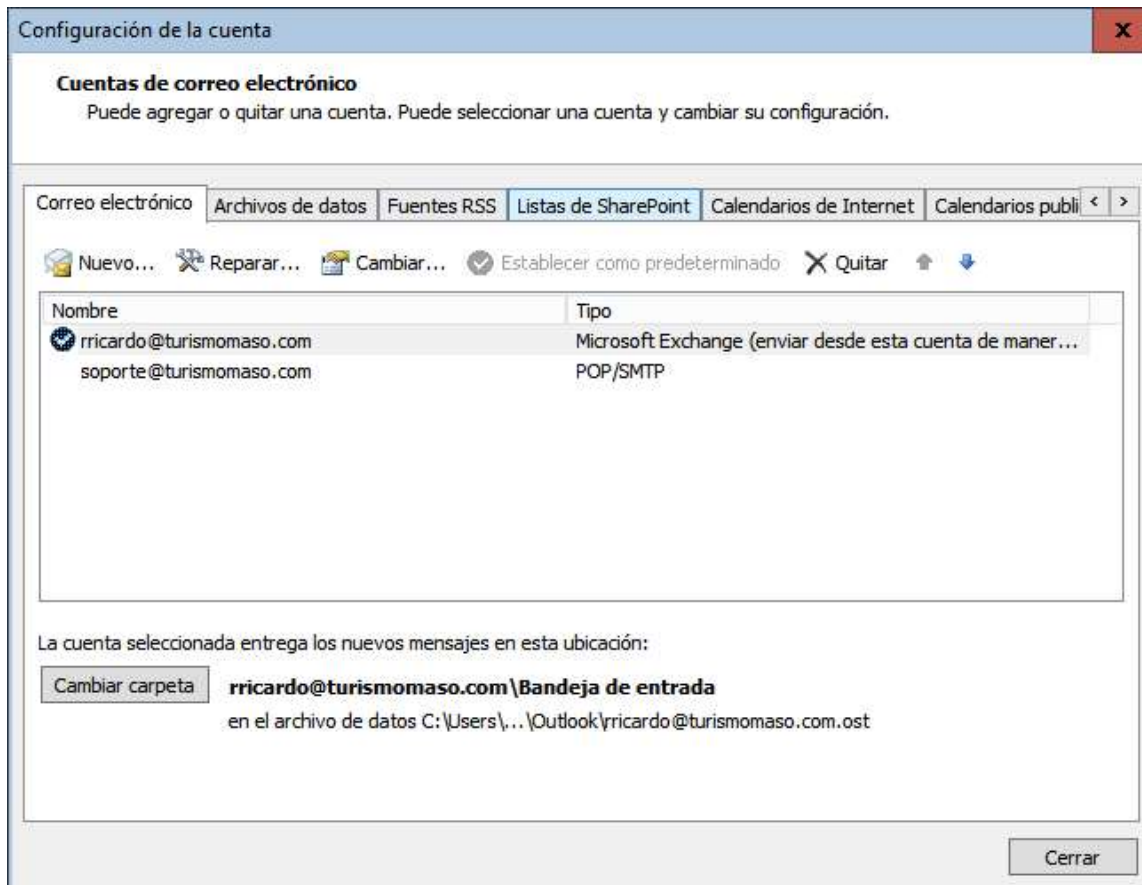 Configuración de la cuenta
Cuentas de correo electrónico
Puede agregar o quitar una cuenta. Puede seleccionar una cuenta y cambiar su configuración.
Correo electrónico Archivos de datos Fuentes RSS Listas de SharePoint Calendarios de Internet Calendarios publi
Nuevo... Reparar... Cambiar... Establecer como predeterminado Quitar
Nombre Tipo
rricardo@turismomaso.com Microsoft Exchange (enviar desde esta cuenta de maner...
soporte@turismomaso.com POP/SMTP
La cuenta seleccionada entrega los nuevos mensajes en esta ubicación:
Cambiar carpeta rricardo@turismomaso.com\Bandeja de entrada
en el archivo de datos C:\Users\...\Outlook\rricardo@turismomaso.com.ost
Cerrar